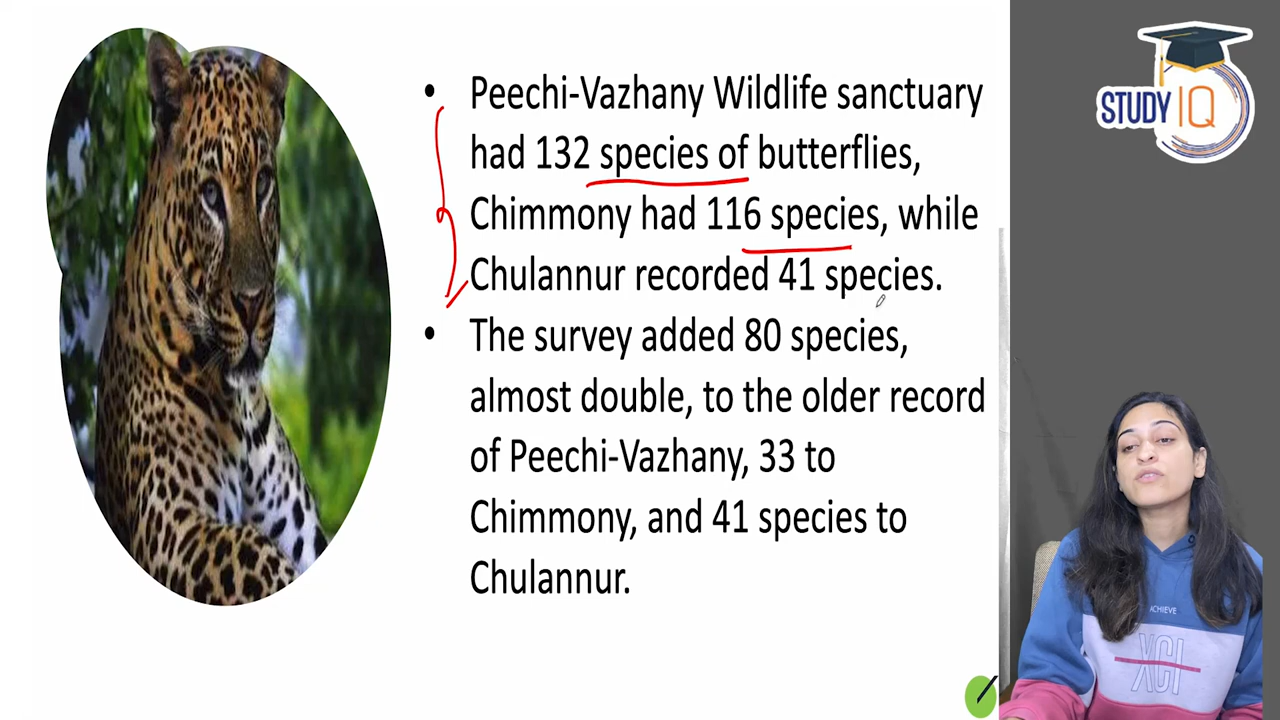 • Peechi-Vazhany Wildlife sanctuary
had 132 species of butterflies,
Chimmony had 116 species, while
Chulannur recorded 41 species.
• The survey added 80 species,
almost double, to the older record
of Peechi-Vazhany, 33 to
Chimmony, and 41 species to
Chulannur.
STUDY IQ
ACHIEVE
XCI